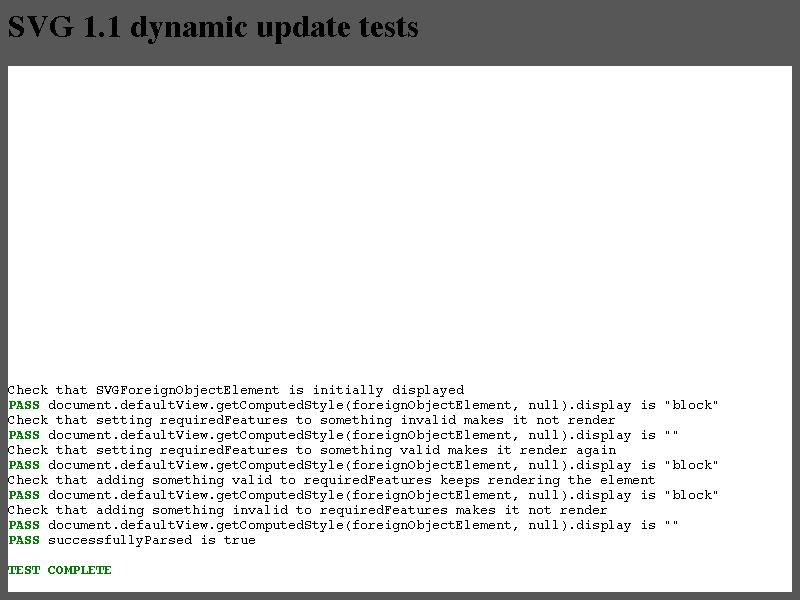 SVG 1.1 dynamic update tests
Check that SVGForeignObjectElement is initially displayed
PASS document.defaultView.getComputedStyle(foreignObjectElement, null).display is "block"
Check that setting requiredFeatures to something invalid makes it not render
PASS document.defaultView.getComputedStyle(foreignObjectElement, null).display is ""
Check that setting requiredFeatures to something valid makes it render again
PASS document.defaultView.getComputedStyle(foreignObjectElement, null).display is "block"
Check that adding something valid to requiredFeatures keeps rendering the element
PASS document.defaultView.getComputedStyle(foreignObjectElement, null).display is "block"
Check that adding something invalid to requiredFeatures makes it not render
PASS document.defaultView.getComputedStyle(foreignObjectElement, null).display is ""
PASS successfullyParsed is true
TEST COMPLETE